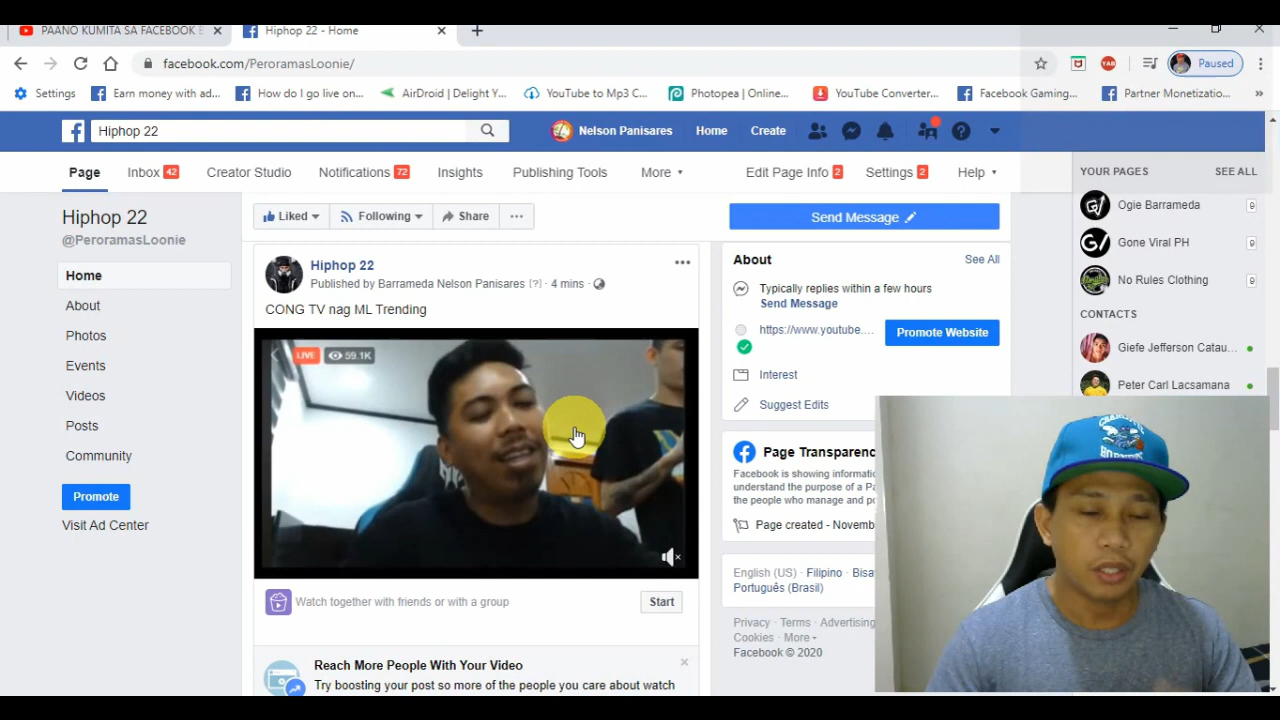 PAANO KUMITA SA FACEBOOK E
Hiphop 22 - Home
facebook.com/PeroramasLoonie/
Paused
Settings
Earn money with ad...
How do I go live on...
AirDroid | Delight Y...
YouTube to Mp3 C...
Photopea | Online...
YouTube Converter...
Facebook Gaming...
Partner Monetizatio...
»
Hiphop 22
Nelson Panisares
Home
Create
Page
Inbox 42
Creator Studio
Notifications 72
Insights
Publishing Tools
More
Edit Page Info 2
Settings 2
Help
YOUR PAGES
SEE ALL
Ogie Barrameda 9
Gone Viral PH 9
No Rules Clothing 9
CONTACTS
Giefe Jefferson Catau...
Peter Carl Lacsamana
Hiphop 22
@PeroramasLoonie
Home
About
Photos
Events
Videos
Posts
Community
Promote
Visit Ad Center
Liked
Following
Share
...
Send Message
Hiphop 22
Published by Barrameda Nelson Panisares [?] · 4 mins ·
CONG TV nag ML Trending
LIVE 59.1K
Watch together with friends or with a group
Start
Reach More People With Your Video
Try boosting your post so more of the people you care about watch
About
See All
Typically replies within a few hours
Send Message
https://www.youtube....
Promote Website
Interest
Suggest Edits
Page Transparenc
Facebook is showing informati
understand the purpose of a Pa
the people who manage and po
Page created - Novemb
English (US) · Filipino · Bisa
Português (Brasil)
Privacy · Terms · Advertising
Cookies · More
Facebook © 2020